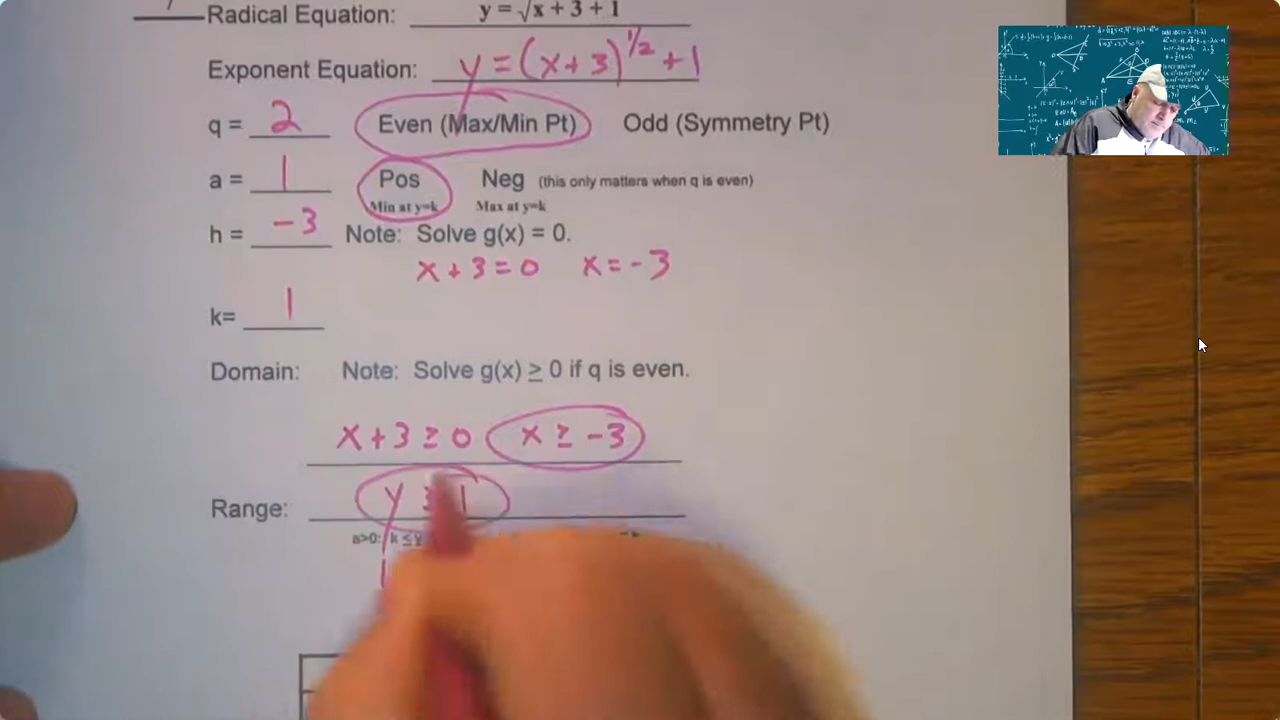 Radical Equation: y = √x + 3 + 1
Exponent Equation: y = (x + 3)^1/2 + 1
q = 2 Even (Max/Min Pt) Odd (Symmetry Pt)
a = 1 Pos Neg (this only matters when q is even)
Min at y=k Max at y=k
h = -3 Note: Solve g(x) = 0.
x + 3 = 0 x = -3
k= 1
Domain: Note: Solve g(x) ≥ 0 if q is even.
x + 3 ≥ 0 x ≥ -3
Range: y ≥ 1
a>0: k ≤